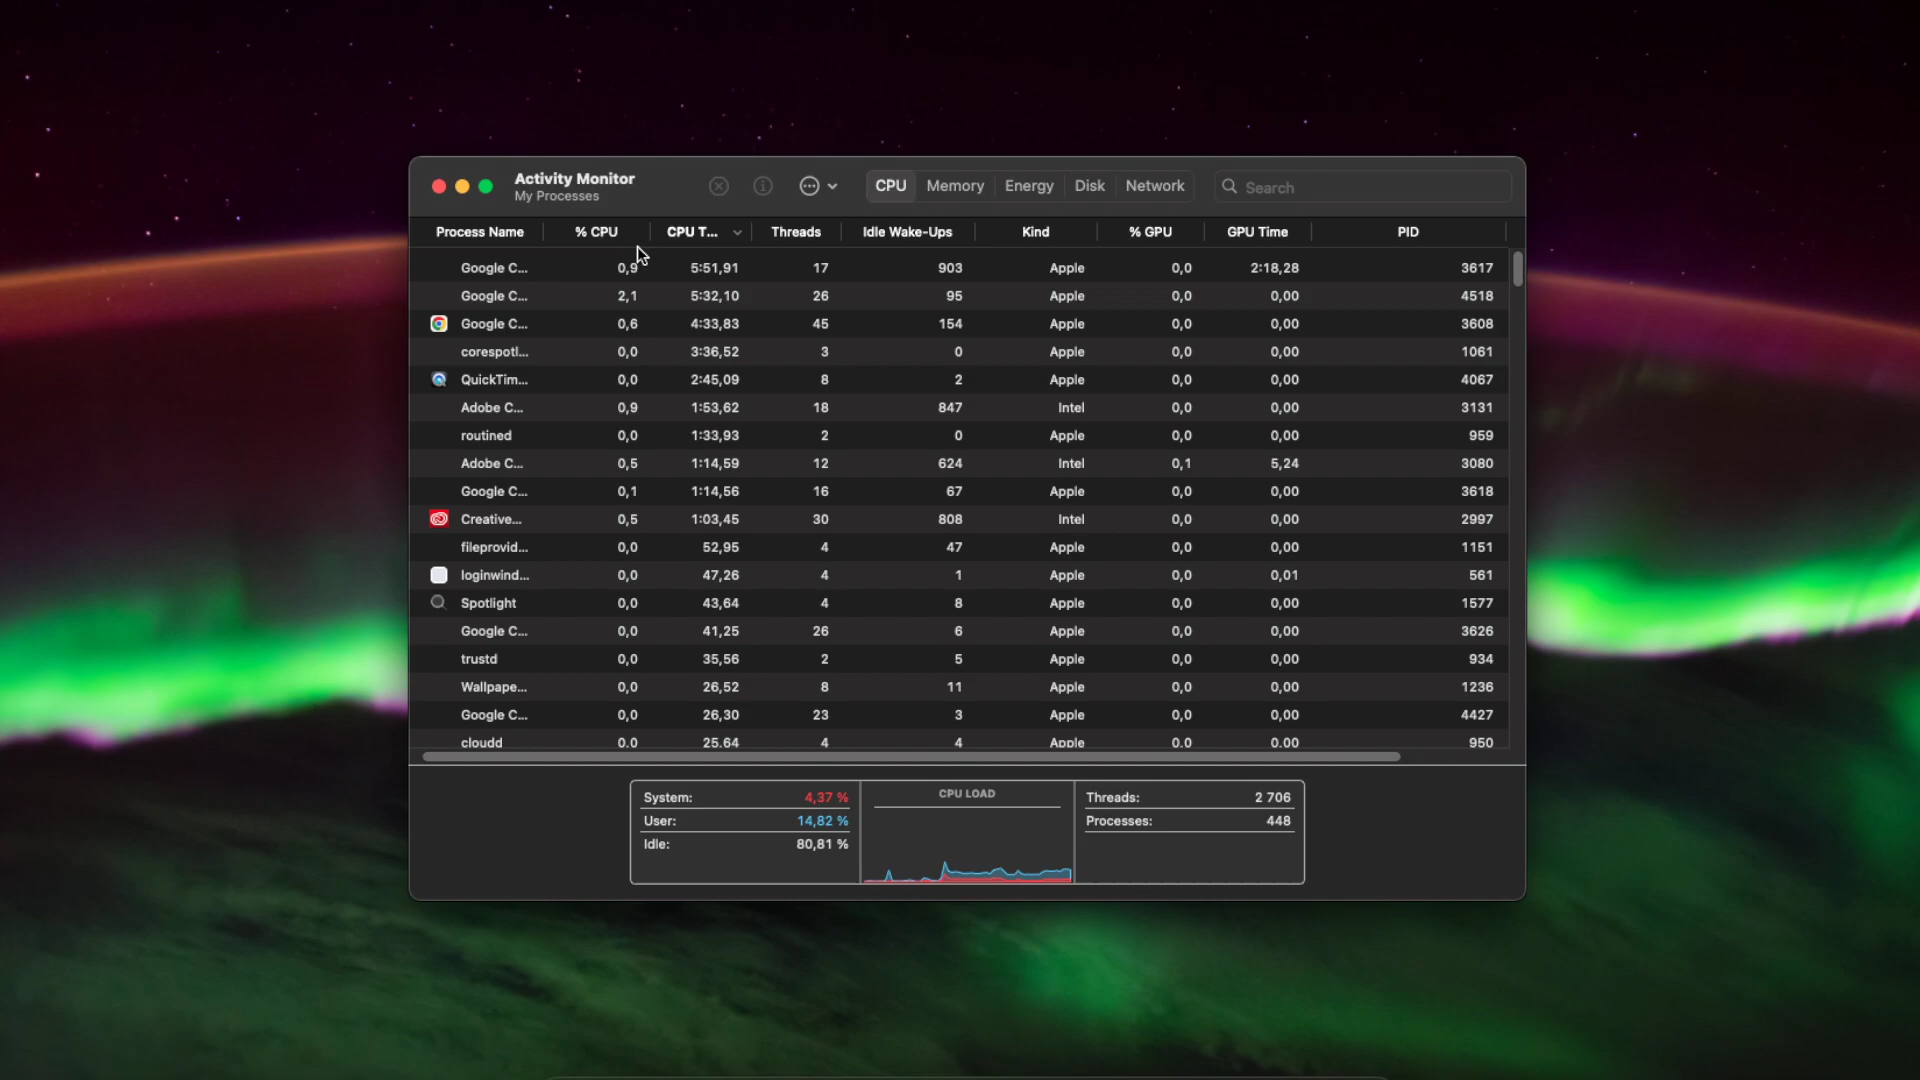 Activity Monitor
My Processes
CPU Memory Energy Disk Network Search
Process Name % CPU CPU T... Threads Idle Wake-Ups Kind % GPU GPU Time PID
Google C... 0,9 5:51,91 17 903 Apple 0,0 2:18,28 3617
Google C... 2,1 5:32,10 26 95 Apple 0,0 0,00 4518
Google C... 0,6 4:33,83 45 154 Apple 0,0 0,00 3608
corespotl... 0,0 3:36,52 3 0 Apple 0,0 0,00 1061
QuickTim... 0,0 2:45,09 8 2 Apple 0,0 0,00 4067
Adobe C... 0,9 1:53,62 18 847 Intel 0,0 0,00 3131
routined 0,0 1:33,93 2 0 Apple 0,0 0,00 959
Adobe C... 0,5 1:14,59 12 624 Intel 0,1 5,24 3080
Google C... 0,1 1:14,56 16 67 Apple 0,0 0,00 3618
Creative... 0,5 1:03,45 30 808 Intel 0,0 0,00 2997
fileprovid... 0,0 52,95 4 47 Apple 0,0 0,00 1151
loginwind... 0,0 47,26 4 1 Apple 0,0 0,01 561
Spotlight 0,0 43,64 4 8 Apple 0,0 0,00 1577
Google C... 0,0 41,25 26 6 Apple 0,0 0,00 3626
trustd 0,0 35,56 2 5 Apple 0,0 0,00 934
Wallpape... 0,0 26,52 8 11 Apple 0,0 0,00 1236
Google C... 0,0 26,30 23 3 Apple 0,0 0,00 4427
cloudd 0,0 25,64 4 4 Apple 0,0 0,00 950
System: 4,37 %
User: 14,82 %
Idle: 80,81 %
CPU LOAD
Threads: 2 706
Processes: 448